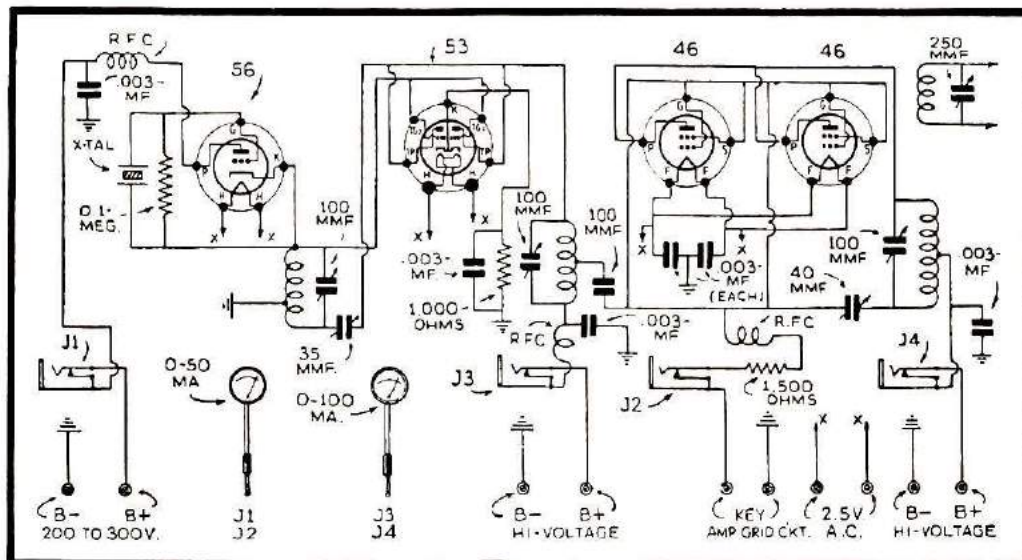 R.F.C.
.003-
MF
56
X-TAL
0.1-
MEG.
G
P
K
H
H
X
X
100
MMF
35
MMF.
53
K
H
H
X
X
.003-
MF
1,000
OHMS
100
MMF
100
MMF
RFC
.003-
MF
46
46
G
P
S
F
F
G
P
S
F
F
X
X
.003-
MF
(EACH)
R.F.C
1,500
OHMS
40
MMF
100
MMF
250
MMF
.003-
MF
J1
0-50
MA
0-100
MA.
J3
J2
J4
X
X
B-
B+
200 TO 300V.
J1
J2
J3
J4
B-
B+
HI-VOLTAGE
KEY
AMP GRID CKT.
2.5V
A.C.
B-
B+
HI-VOLTAGE